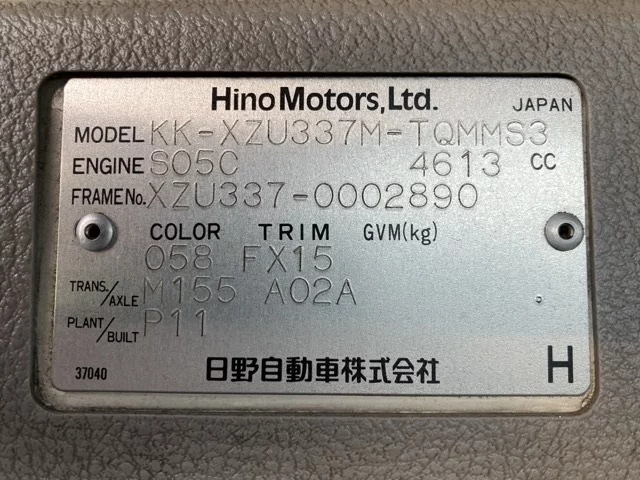 Hino Motors, Ltd. JAPAN
MODEL KK-XZU337M-TQMMS3
ENGINE S05C 4613 CC
FRAME No. XZU337-0002890
COLOR TRIM GVM(kg)
058 FX15
TRANS./AXLE M155 A02A
PLANT/BUILT P11
37040 日野自動車株式会社 H